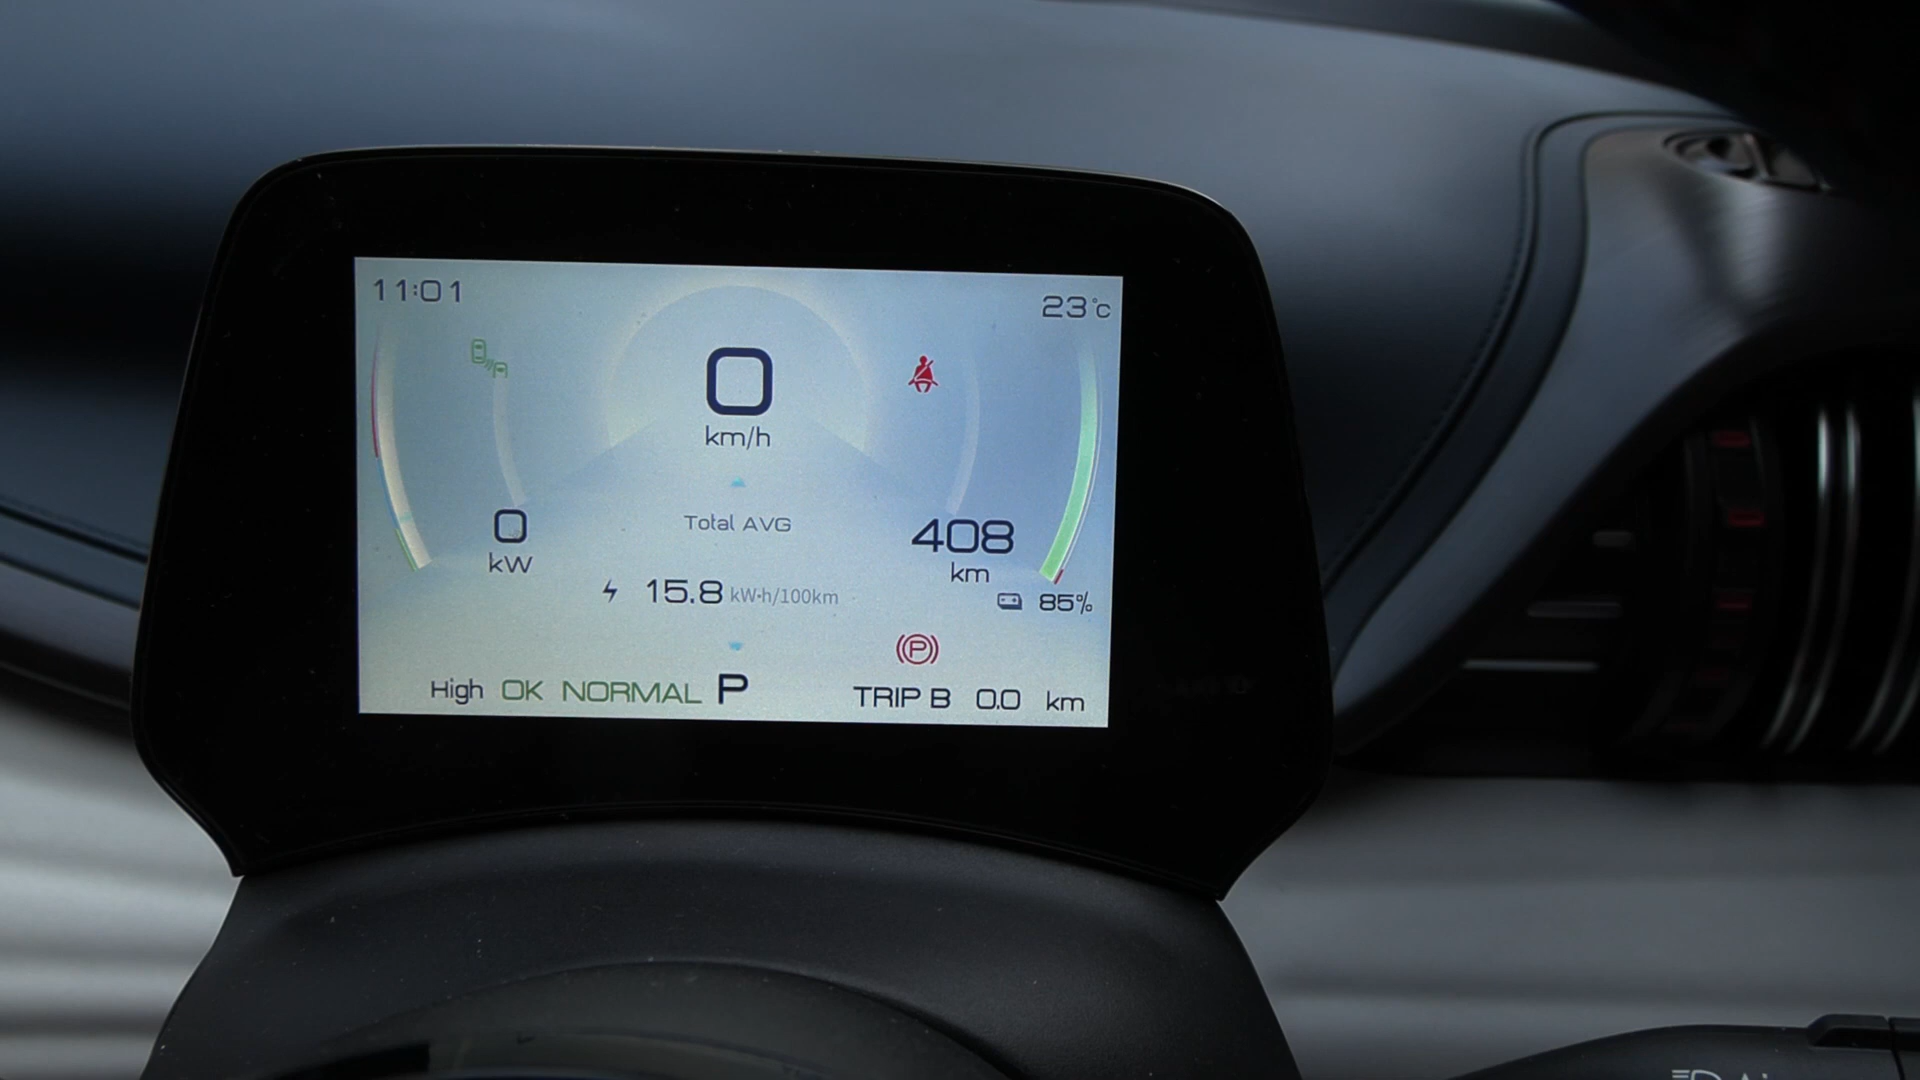 11:01
23°C
0
km/h
0
kW
Total AVG
408
km
15.8 kW·h/100km
85%
(P)
High OK NORMAL P
TRIP B 0.0 km